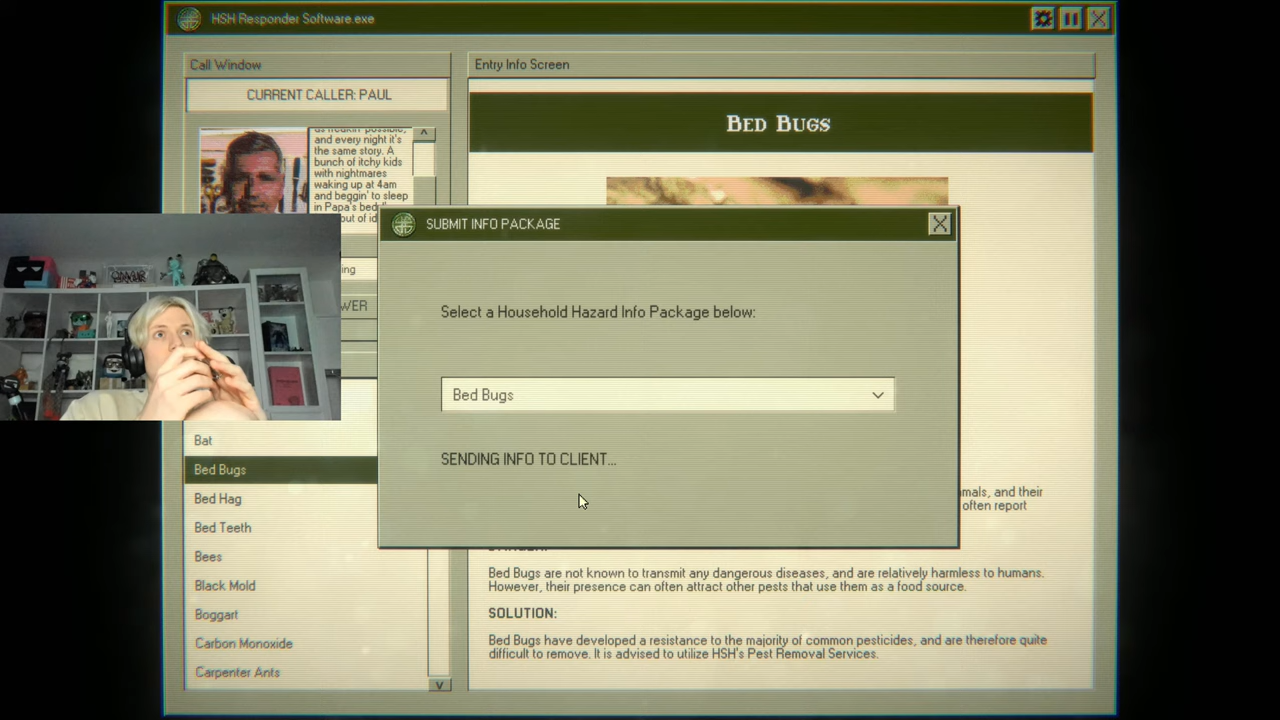 HSH Responder Software.exe
Call Window
CURRENT CALLER: PAUL
as freakin' possible,
and every night it's
the same story. A
bunch of itchy kids
with nightmares
waking up at 4am
and beggin' to sleep
in Papa's bed
out of
Entry Info Screen
BED BUGS
SUBMIT INFO PACKAGE
Select a Household Hazard Info Package below:
Bed Bugs
SENDING INFO TO CLIENT...
Bat
Bed Bugs
Bed Hag
Bed Teeth
Bees
Black Mold
Boggart
Carbon Monoxide
Carpenter Ants
and their
often report
Bed Bugs are not known to transmit any dangerous diseases, and are relatively harmless to humans.
However, their presence can often attract other pests that use them as a food source.
SOLUTION:
Bed Bugs have developed a resistance to the majority of common pesticides, and are therefore quite
difficult to remove. It is advised to utilize HSH's Pest Removal Services.